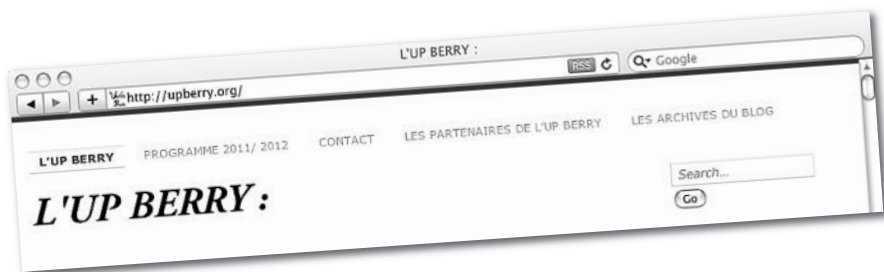 L'UP BERRY :
http://upberry.org/ RSS Google
L'UP BERRY PROGRAMME 2011/ 2012 CONTACT LES PARTENAIRES DE L'UP BERRY LES ARCHIVES DU BLOG
Search...
L'UP BERRY :
Go